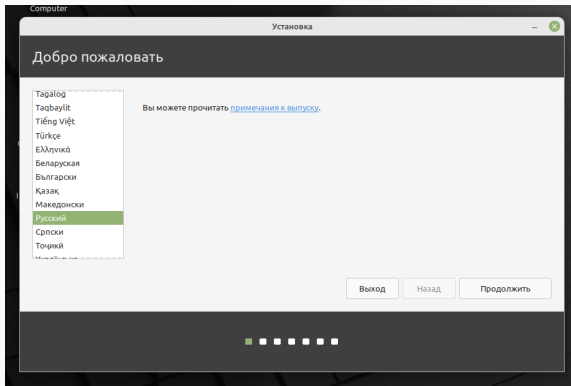 Computer
Установка
Добро пожаловать
Tagalog
Taqbaylit
Tiếng Việt
Türkçe
Ελληνικά
Беларуская
Български
Қазақ
Македонски
Русский
Српски
Тоҷикӣ
Вы можете прочитать примечания к выпуску.
Выход
Назад
Продолжить